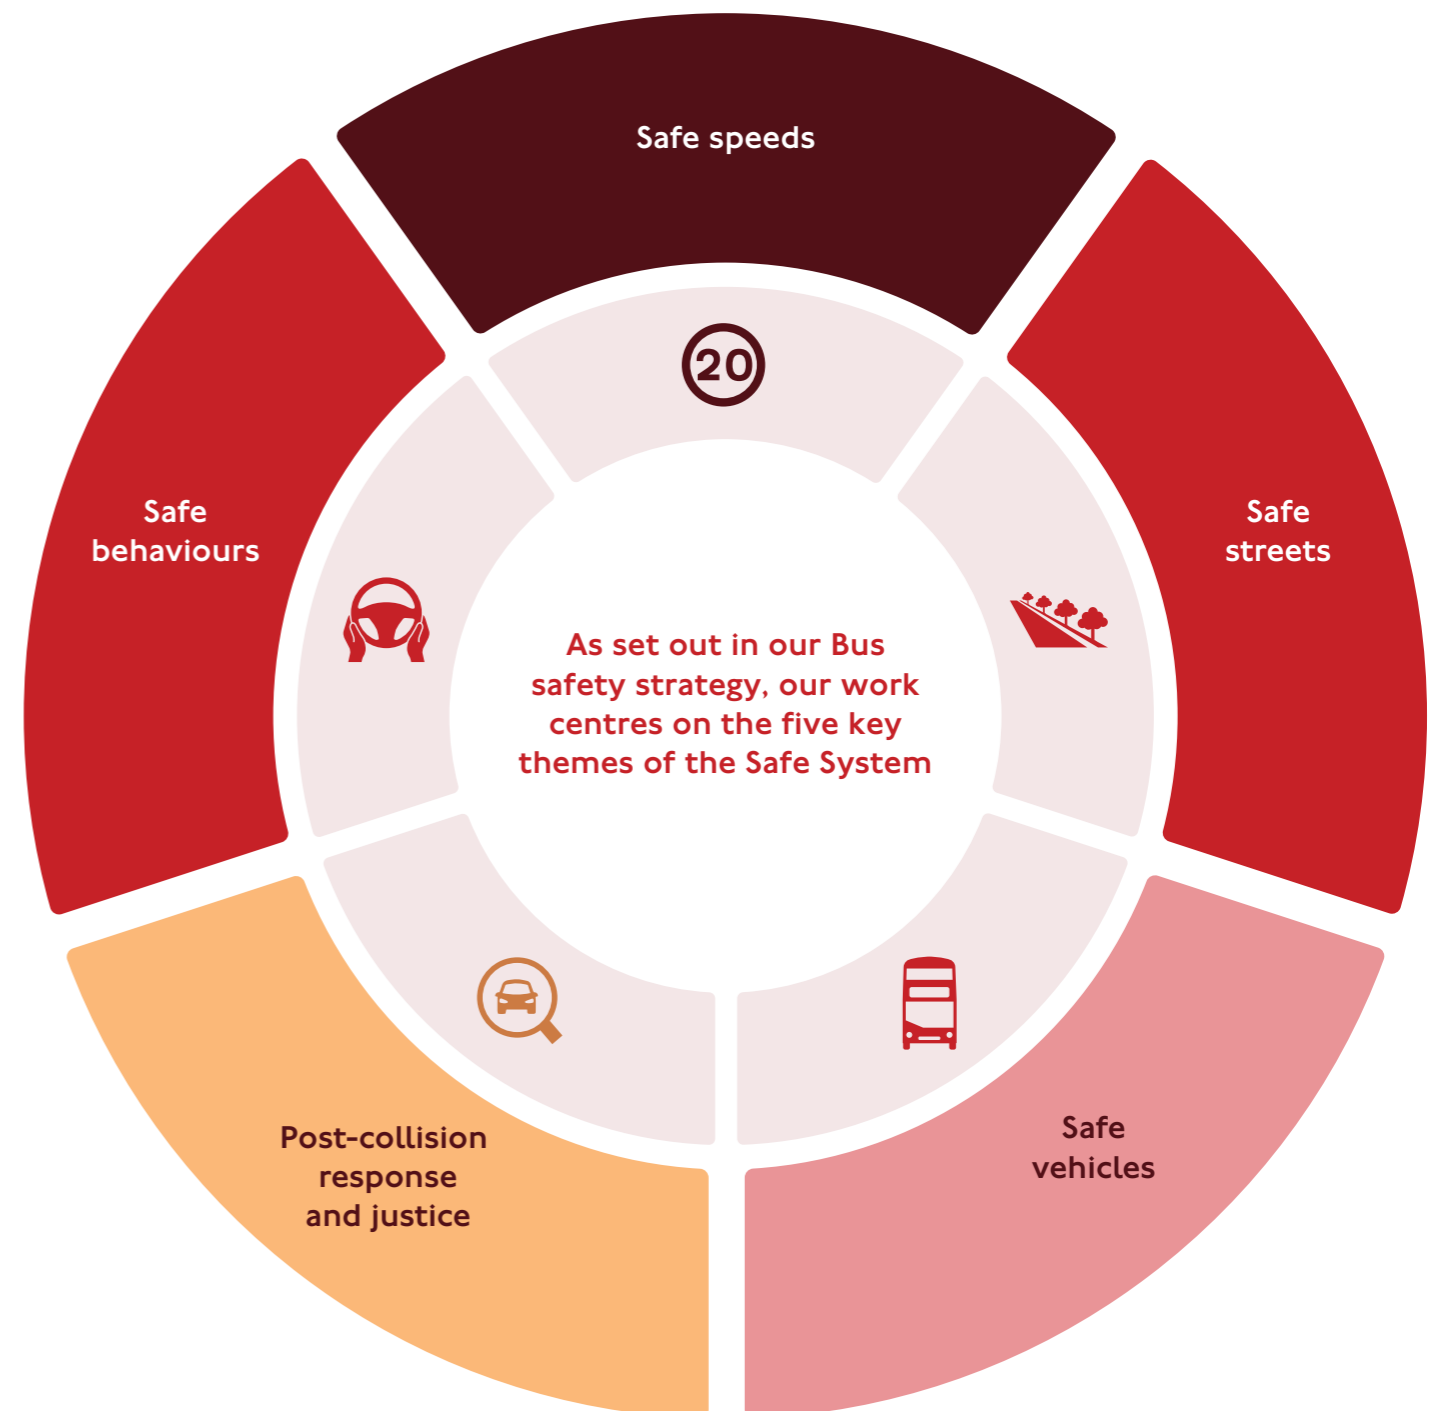 Safe speeds
20
Safe
behaviours
Safe
streets
As set out in our Bus
safety strategy, our work
centres on the five key
themes of the Safe System
Post-collision
response
and justice
Safe
vehicles